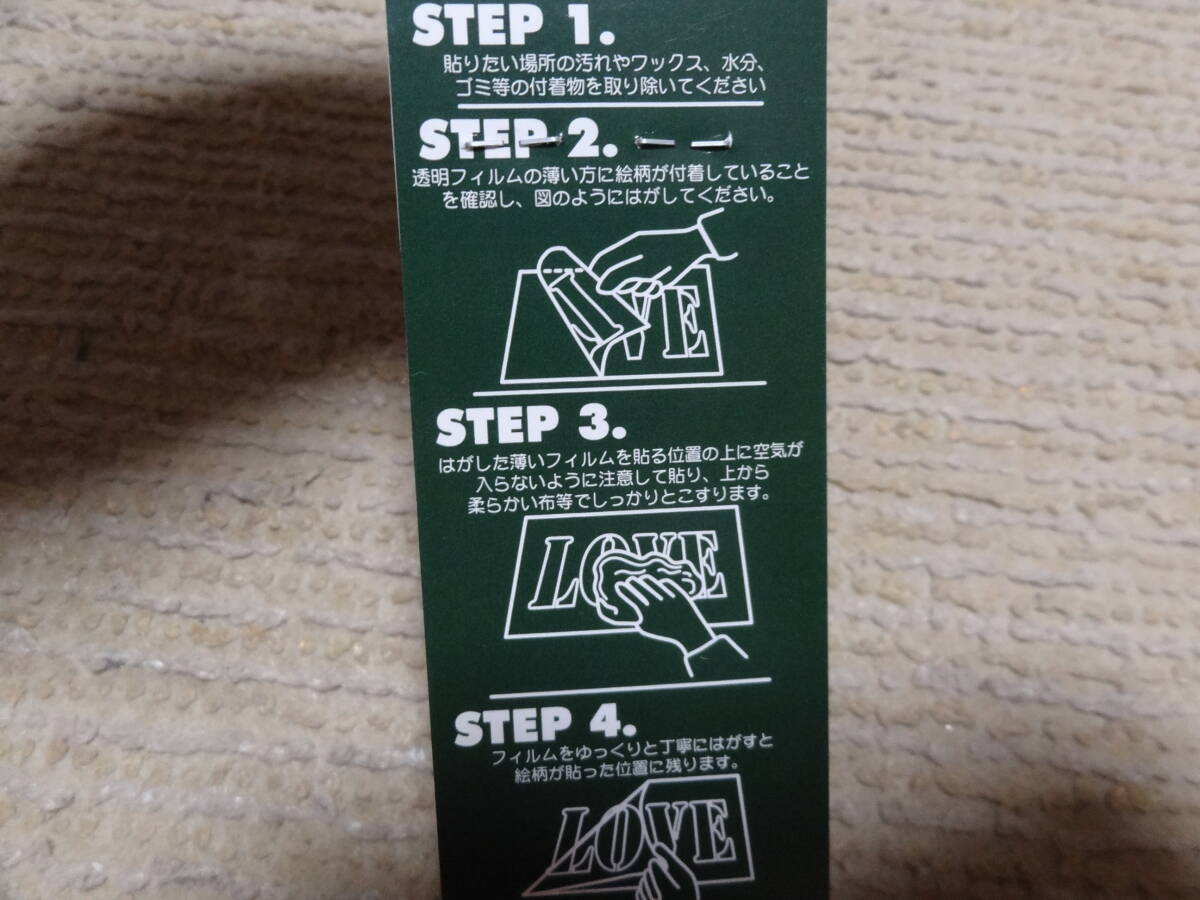 STEP 1.
貼りたい場所の汚れやワックス、水分、
ゴミ等の付着物を取り除いてください
STEP 2.
透明フィルムの薄い方に絵柄が付着していること
を確認し、図のようにはがしてください。
VE
STEP 3.
はがした薄いフィルムを貼る位置の上に空気が
入らないように注意して貼り、上から
柔らかい布等でしっかりとこすります。
LOVE
STEP 4.
フィルムをゆっくりと丁寧にはがすと
絵柄が貼った位置に残ります。
LOVE